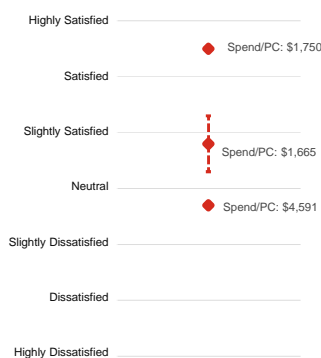 Highly Satisfied
Spend/PC: $1,750
Satisfied
Slightly Satisfied
Spend/PC: $1,665
Neutral
Spend/PC: $4,591
Slightly Dissatisfied
Dissatisfied
Highly Dissatisfied